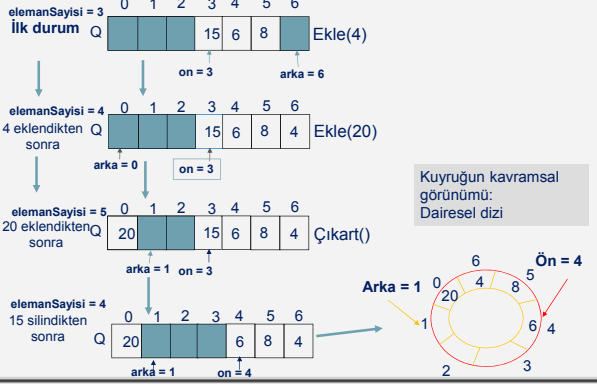 elemanSayisi = 3
0 1 2 3 4 5 6
İlk durum Q 15 6 8 Ekle(4)
on = 3 arka = 6
elemanSayisi = 4
0 1 2 3 4 5 6
4 eklendikten sonra
Q 15 6 8 4 Ekle(20)
arka = 0 on = 3
elemanSayisi = 5
0 1 2 3 4 5 6
20 eklendikten sonra
Q 20 15 6 8 4 Çıkart()
arka = 1 on = 3
elemanSayisi = 4
0 1 2 3 4 5 6
15 silindikten sonra
Q 20 6 8 4
arka = 1 on = 4
Kuyruğun kavramsal
görünümü:
Dairesel dizi
Ön = 4
Arka = 1
6
0 5
20 4 8
1 6 4
2 3